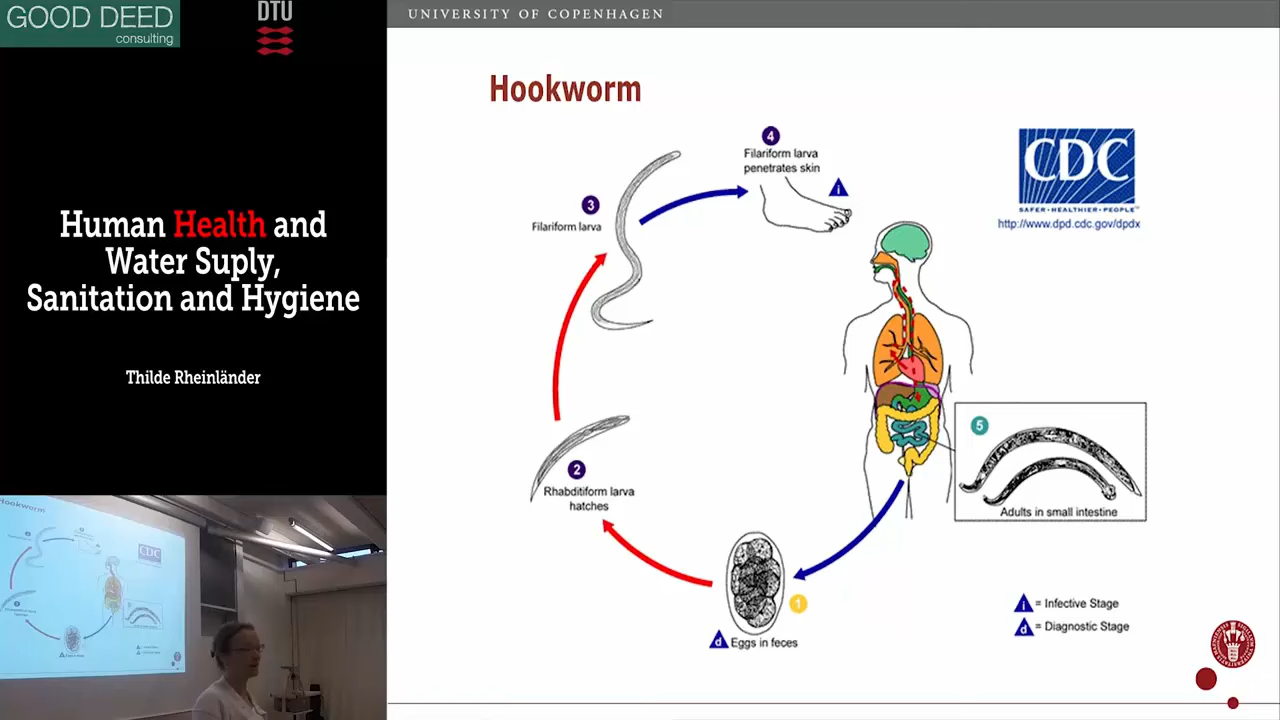 GOOD DEED
consulting
DTU
UNIVERSITY OF COPENHAGEN
Human Health and
Water Suply,
Sanitation and Hygiene
Thilde Rheinländer
Hookworm
4
Filariform larva
penetrates skin
i
3
Filariform larva
CDC
SAFER•HEALTHIER•PEOPLE™
http://www.dpd.cdc.gov/dpdx
2
Rhabditiform larva
hatches
5
Adults in small intestine
1
d Eggs in feces
i = Infective Stage
d = Diagnostic Stage
Hookworm
CDC